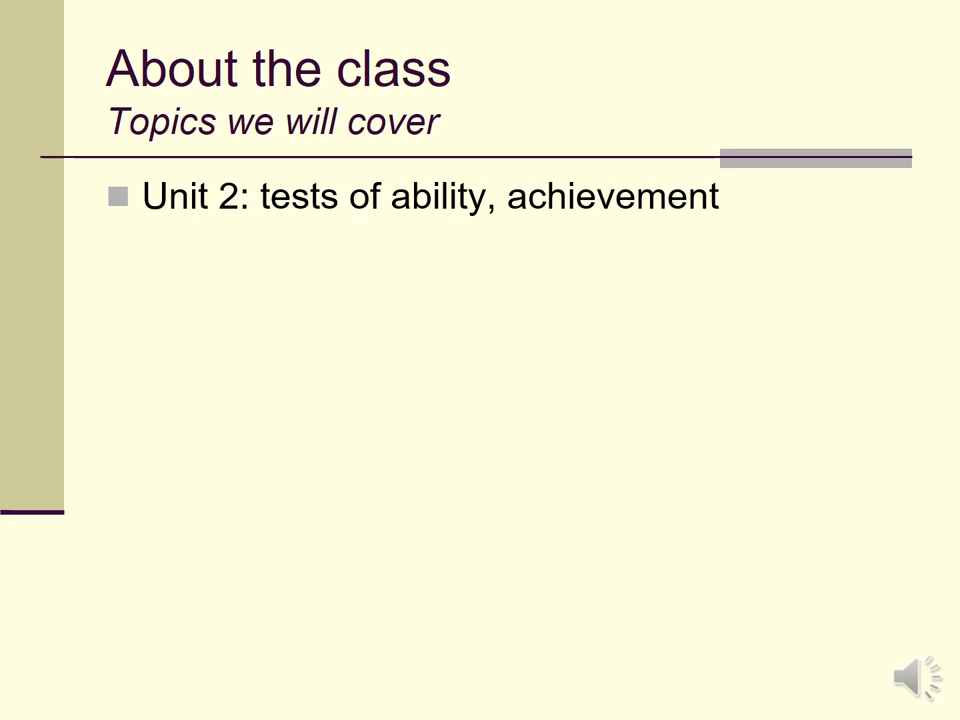 About the class
Topics we will cover
Unit 2: tests of ability, achievement